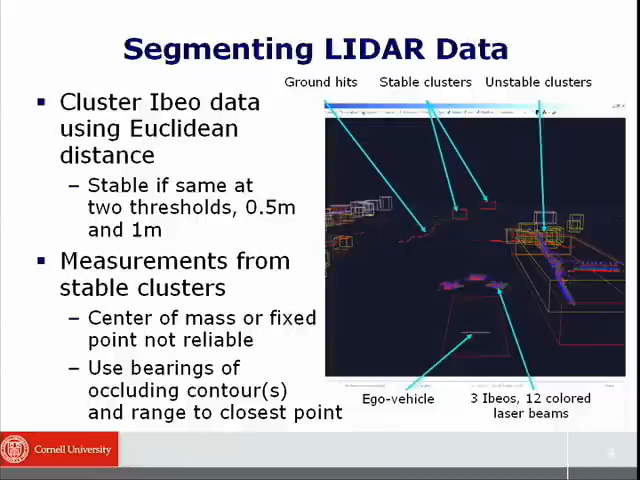 Segmenting LIDAR Data
Ground hits
Stable clusters
Unstable clusters
▪ Cluster Ibeo data
using Euclidean
distance
– Stable if same at
two thresholds, 0.5m
and 1m
▪ Measurements from
stable clusters
– Center of mass or fixed
point not reliable
– Use bearings of
occluding contour(s)
and range to closest point
Ego-vehicle
3 Ibeos, 12 colored
laser beams
Cornell University